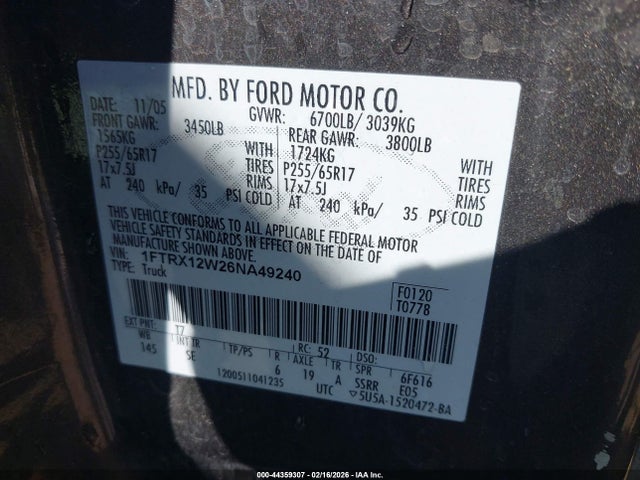 MFD. BY FORD MOTOR CO.
DATE: 11/05 GVWR: 6700LB/ 3039KG
FRONT GAWR: 3450LB REAR GAWR: 3800LB
1565KG WITH 1724KG WITH
P255/65R17 TIRES P255/65R17 TIRES
17x7.5J RIMS 17x7.5J RIMS
AT 240 kPa/ 35 PSI COLD AT 240 kPa/ 35 PSI COLD
THIS VEHICLE CONFORMS TO ALL APPLICABLE FEDERAL MOTOR
VEHICLE SAFETY STANDARDS IN EFFECT ON THE DATE OF
MANUFACTURE SHOWN ABOVE.
VIN: 1FTRX12W26NA49240
TYPE: Truck
F0120
T0778
EXT PNT: T7 RC: 52 DSO:
WB INT TR TP/PS R AXLE TR SPR 6F616
145 SE 6 19 A SSRR E05
1200511041235 UTC ▽5U5A-1520472-BA
000-44359307 - 02/16/2026 - IAA Inc.